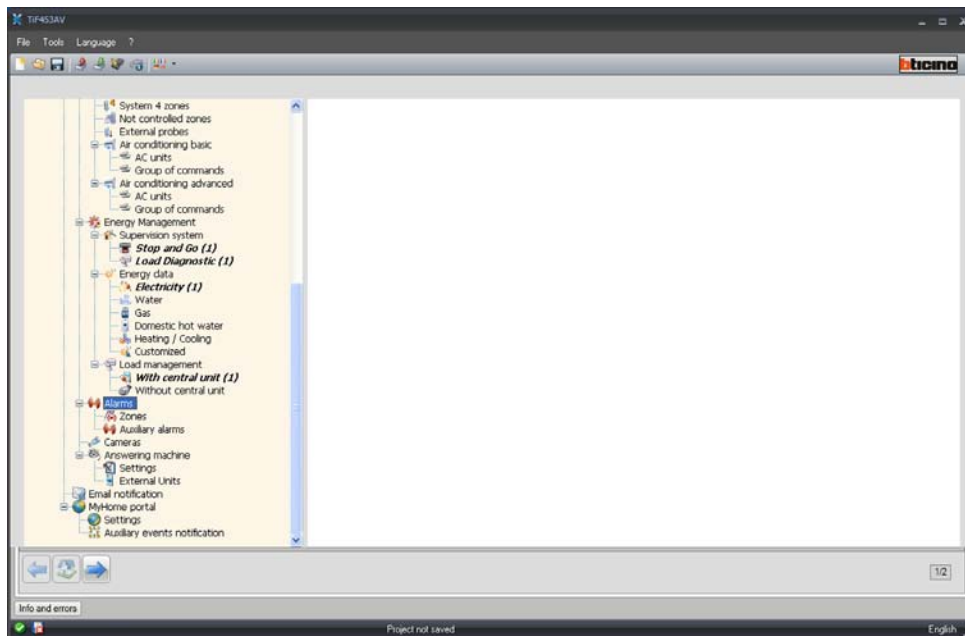 TiF453AV
File Tools Language ?
bticino
System 4 zones
Not controlled zones
External probes
Air conditioning basic
AC units
Group of commands
Air conditioning advanced
AC units
Group of commands
Energy Management
Supervision system
Stop and Go (1)
Load Diagnostic (1)
Energy data
Electricity (1)
Water
Gas
Domestic hot water
Heating / Cooling
Customized
Load management
With central unit (1)
Without central unit
Alarms
Zones
Auxiliary alarms
Cameras
Answering machine
Settings
External Units
Email notification
MyHome portal
Settings
Auxiliary events notification
1/2
Info and errors
Project not saved English